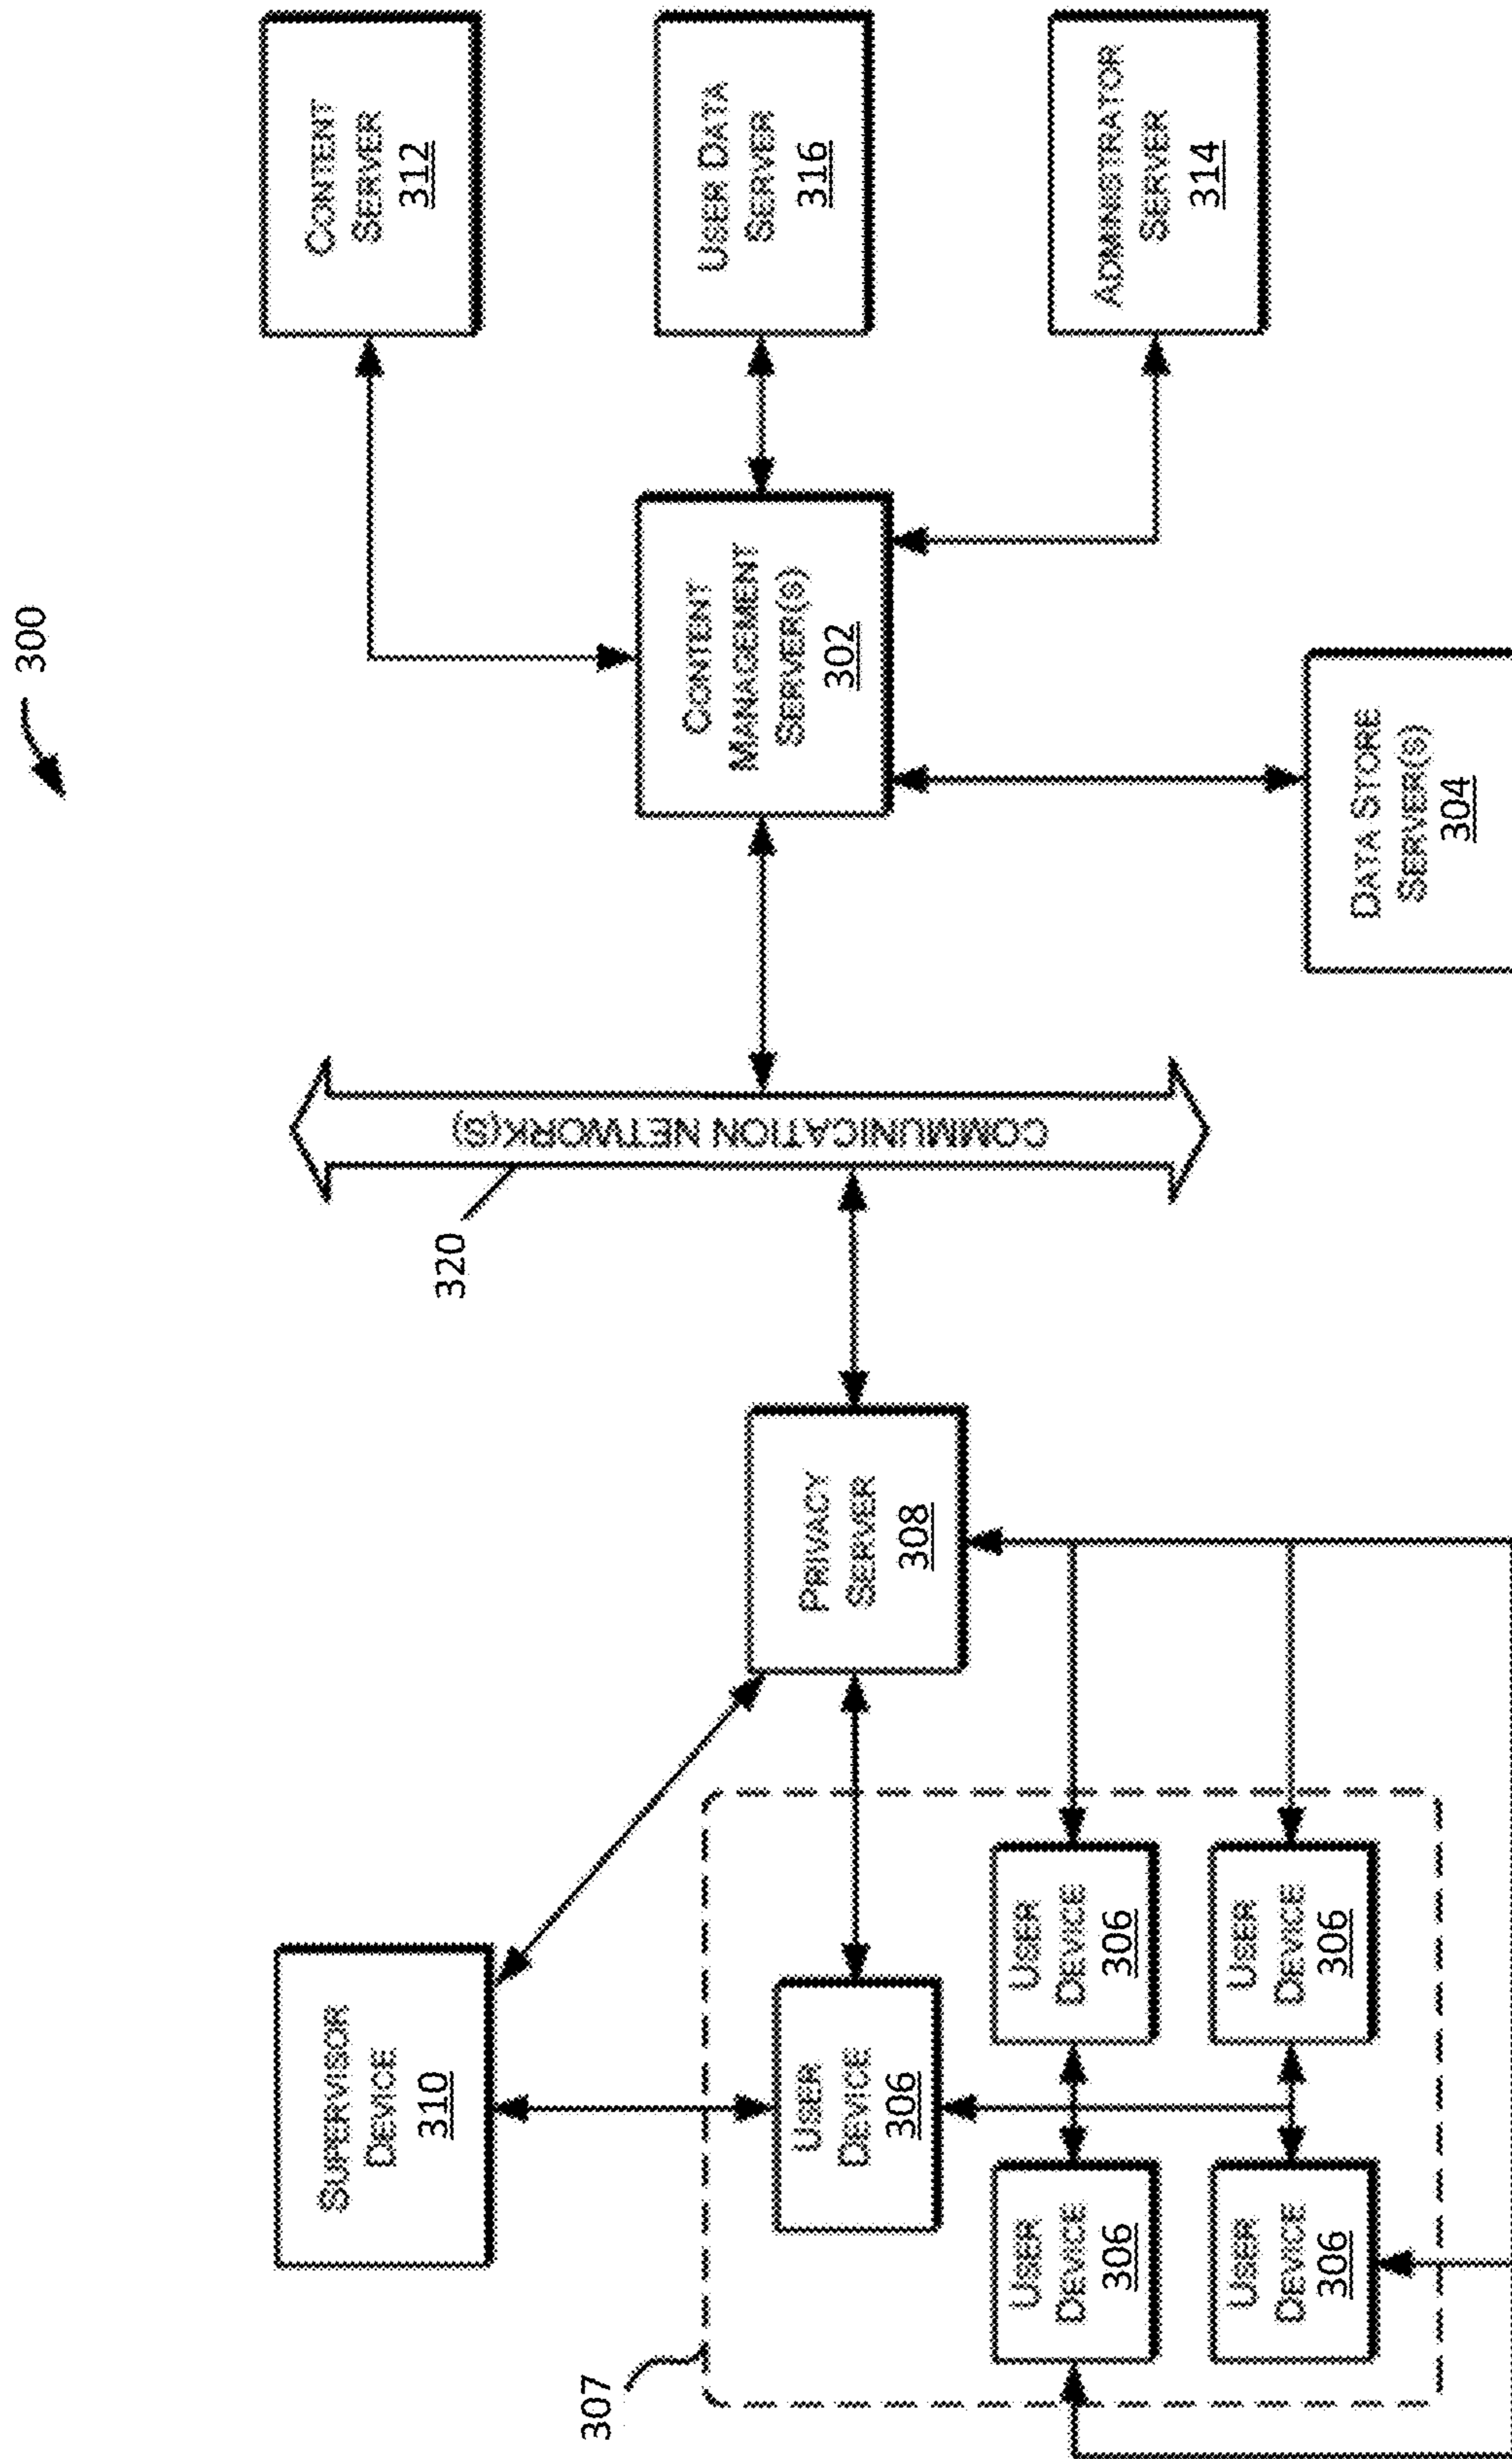 300
SUPERVISOR
DEVICE
310
CONTENT
SERVER
312
320
COMMUNICATION NETWORK(S)
307
USER
DEVICE
306
PRIVACY
SERVER
308
CONTENT
MANAGEMENT
SERVER(S)
302
USER DATA
SERVER
316
USER
DEVICE
306
USER
DEVICE
306
ADMINISTRATOR
SERVER
314
USER
DEVICE
306
USER
DEVICE
306
DATA STORE
SERVER(S)
304